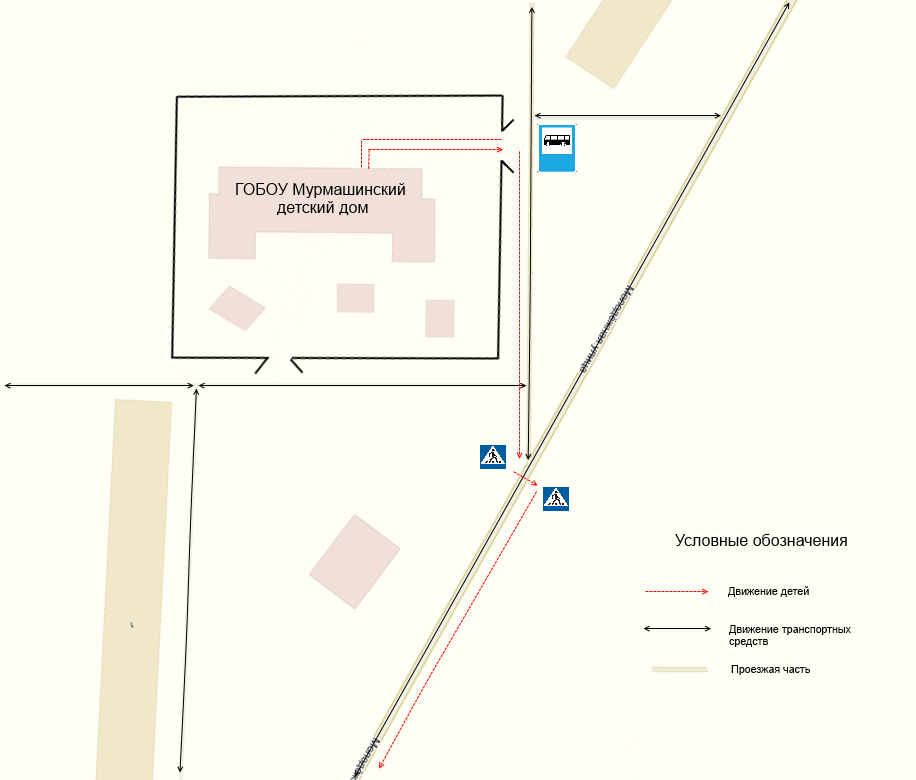 ГОБОУ Мурмашинский
детский дом
Условные обозначения
Движение детей
Движение транспортных
средств
Проезжая часть